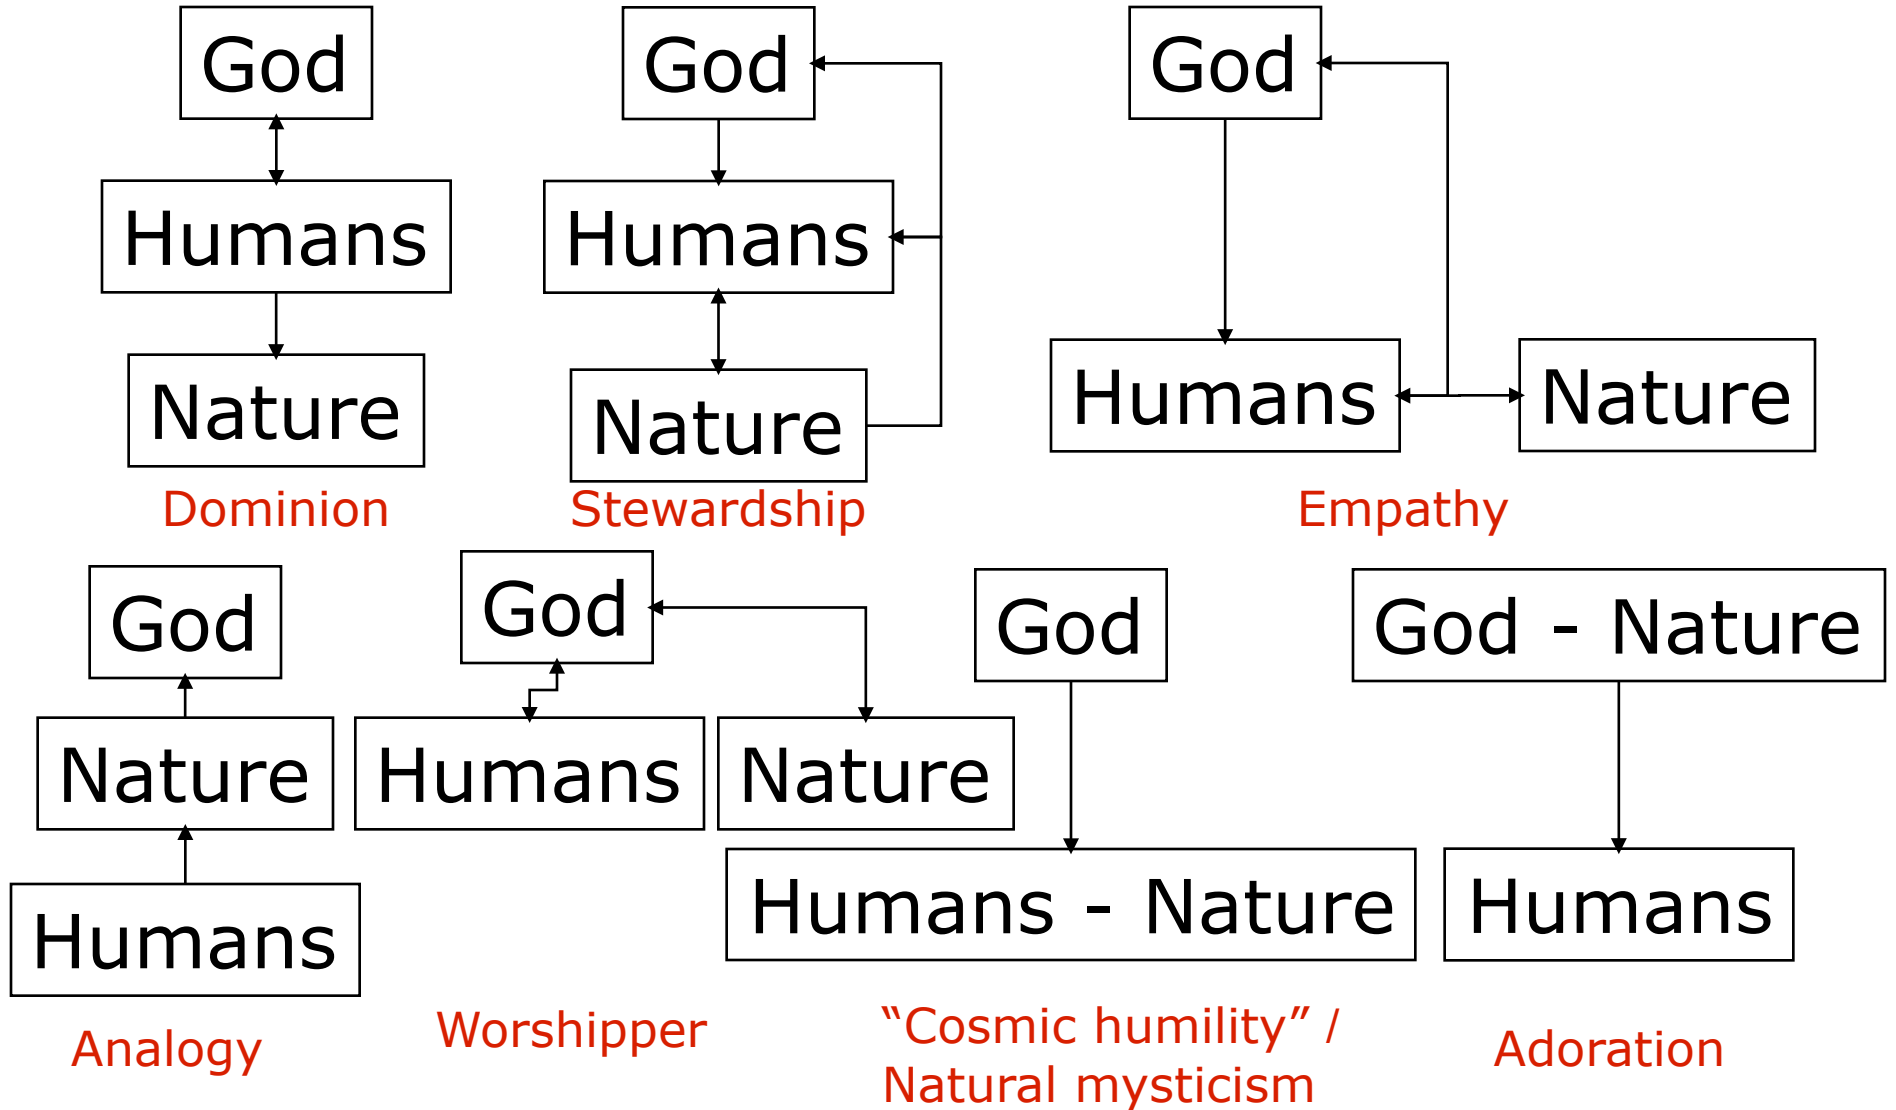 God
Humans
Nature
Dominion
God
Humans
Nature
Stewardship
God
Humans
Nature
Empathy
God
Nature
Humans
Analogy
God
Humans
Nature
Worshipper
God
Humans - Nature
“Cosmic humility” /
Natural mysticism
God - Nature
Humans
Adoration